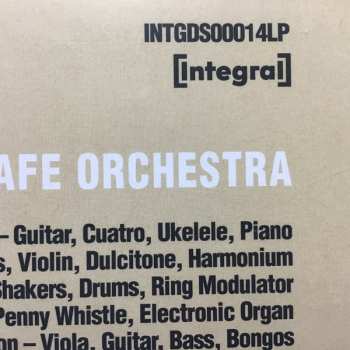 INTGDS00014LP
[integral]
AFE ORCHESTRA
– Guitar, Cuatro, Ukelele, Piano
s, Violin, Dulcitone, Harmonium
Shakers, Drums, Ring Modulator
Penny Whistle, Electronic Organ
on – Viola, Guitar, Bass, Bongos